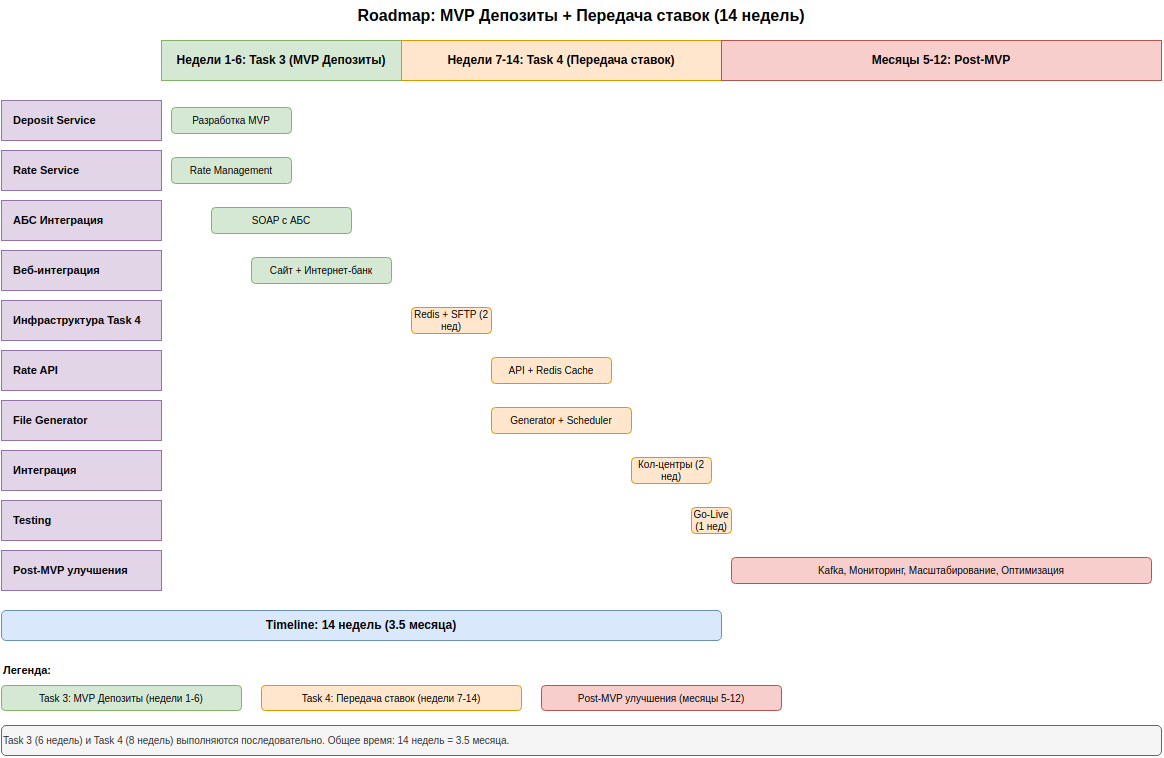 Roadmap: MVP Депозиты + Передача ставок (14 недель)
Недели 1-6: Task 3 (MVP Депозиты)
Недели 7-14: Task 4 (Передача ставок)
Месяцы 5-12: Post-MVP
Deposit Service
Разработка MVP
Rate Service
Rate Management
АБС Интеграция
SOAP с АБС
Веб-интеграция
Сайт + Интернет-банк
Инфраструктура Task 4
Redis + SFTP (2
нед)
Rate API
API + Redis Cache
File Generator
Generator + Scheduler
Интеграция
Кол-центры (2
нед)
Testing
Go-Live
(1 нед)
Post-MVP улучшения
Kafka, Мониторинг, Масштабирование, Оптимизация
Timeline: 14 недель (3.5 месяца)
Легенда:
Task 3: MVP Депозиты (недели 1-6)
Task 4: Передача ставок (недели 7-14)
Post-MVP улучшения (месяцы 5-12)
Task 3 (6 недель) и Task 4 (8 недель) выполняются последовательно. Общее время: 14 недель = 3.5 месяца.